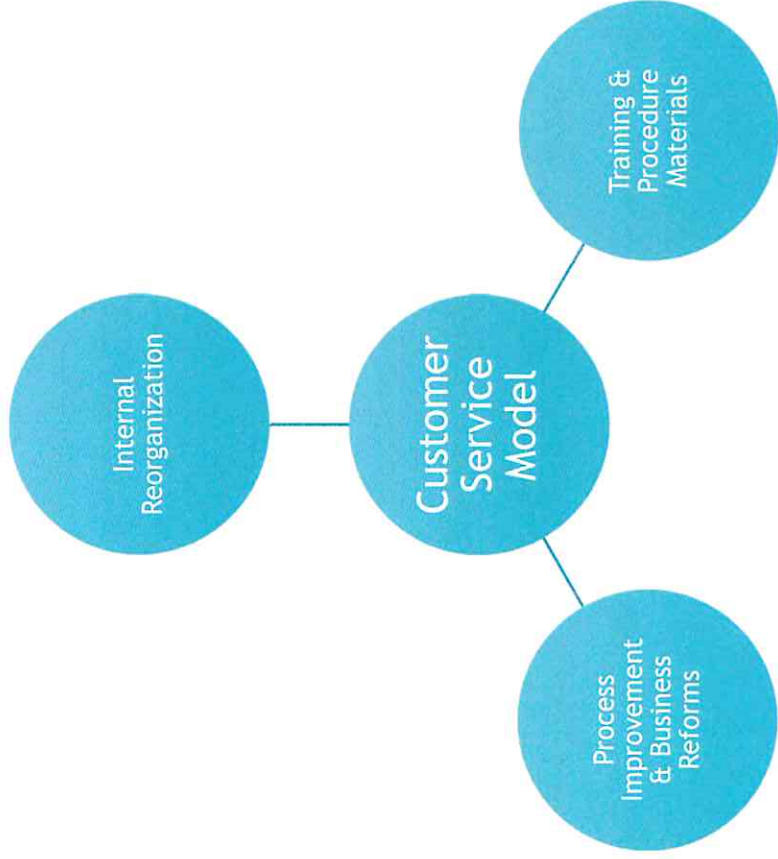 Internal
Reorganization
Customer
Service
Model
Process
Improvement
& Business
Reforms
Training &
Procedure
Materials